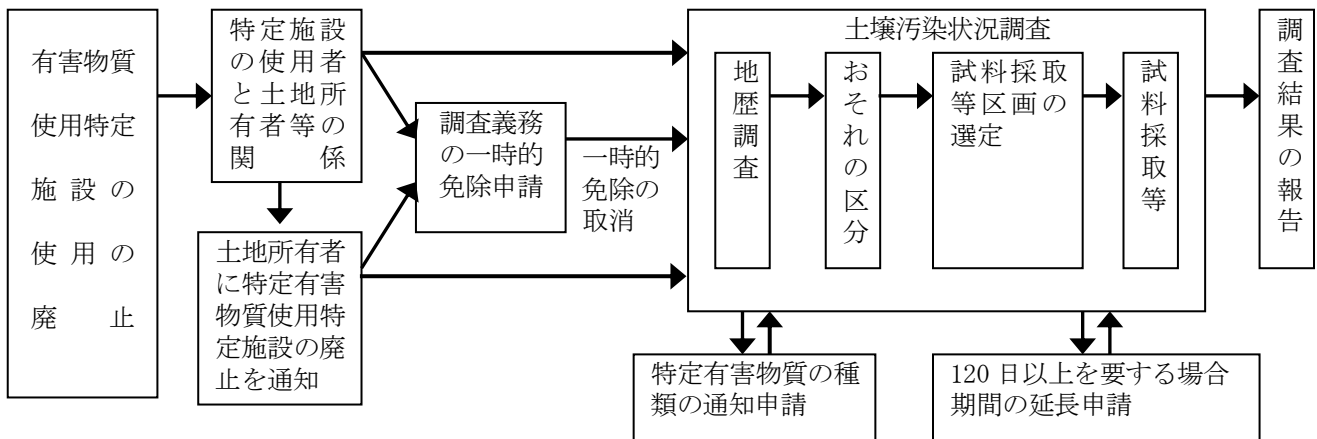 有害物質
使用特定
施設の
使用の
廃止
特定施設
の使用者
と土地所
有者等の
関係
土地所有者
に特定有害
物質使用特
定施設の廃
止を通知
調査義務
の一時的
免除申請
一時的
免除の
取消
土壌汚染状況調査
地歴調査
おそれの区分
試料採取
等区画の
選定
試料採取等
調査結果の報告
特定有害物質の種
類の通知申請
120日以上を要する場合
期間の延長申請